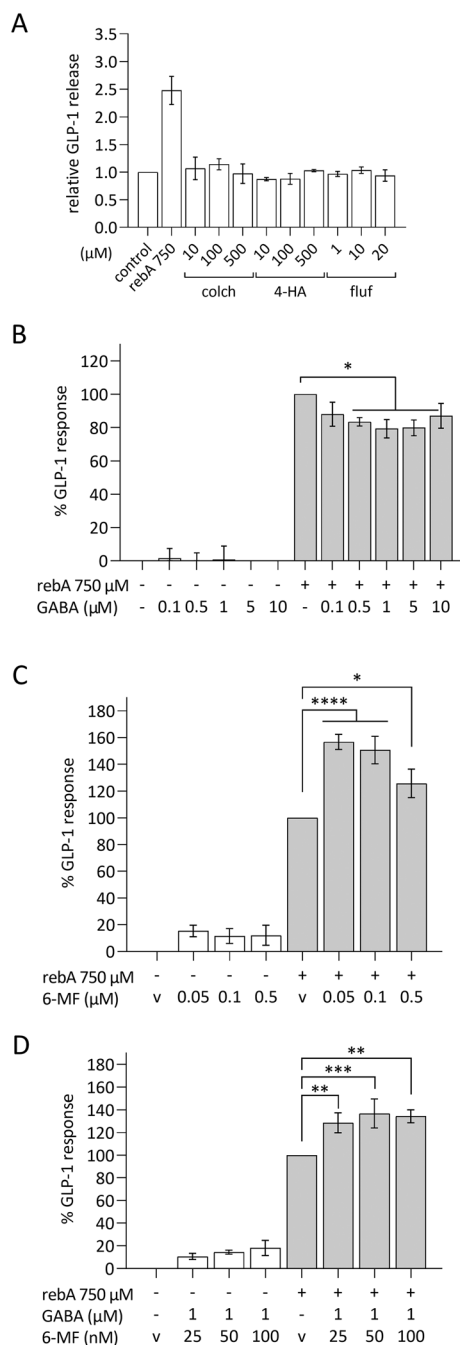 A
relative GLP-1 release
3.5
3.0
2.5
2.0
1.5
1.0
0.5
0.0
(µM) control rebA 750 10 100 500 10 100 500 1 10 20
colch 4-HA fluf
B
% GLP-1 response
120
100
80
60
40
20
0
*
rebA 750 µM - - - - - - + + + + + +
GABA (µM) - 0.1 0.5 1 5 10 - 0.1 0.5 1 5 10
C
% GLP-1 response
180
160
140
120
100
80
60
40
20
0
*
****
rebA 750 µM - - - - + + + +
6-MF (µM) v 0.05 0.1 0.5 v 0.05 0.1 0.5
D
% GLP-1 response
180
160
140
120
100
80
60
40
20
0
**
***
**
rebA 750 µM - - - - + + + +
GABA (µM) - 1 1 1 - 1 1 1
6-MF (nM) v 25 50 100 v 25 50 100